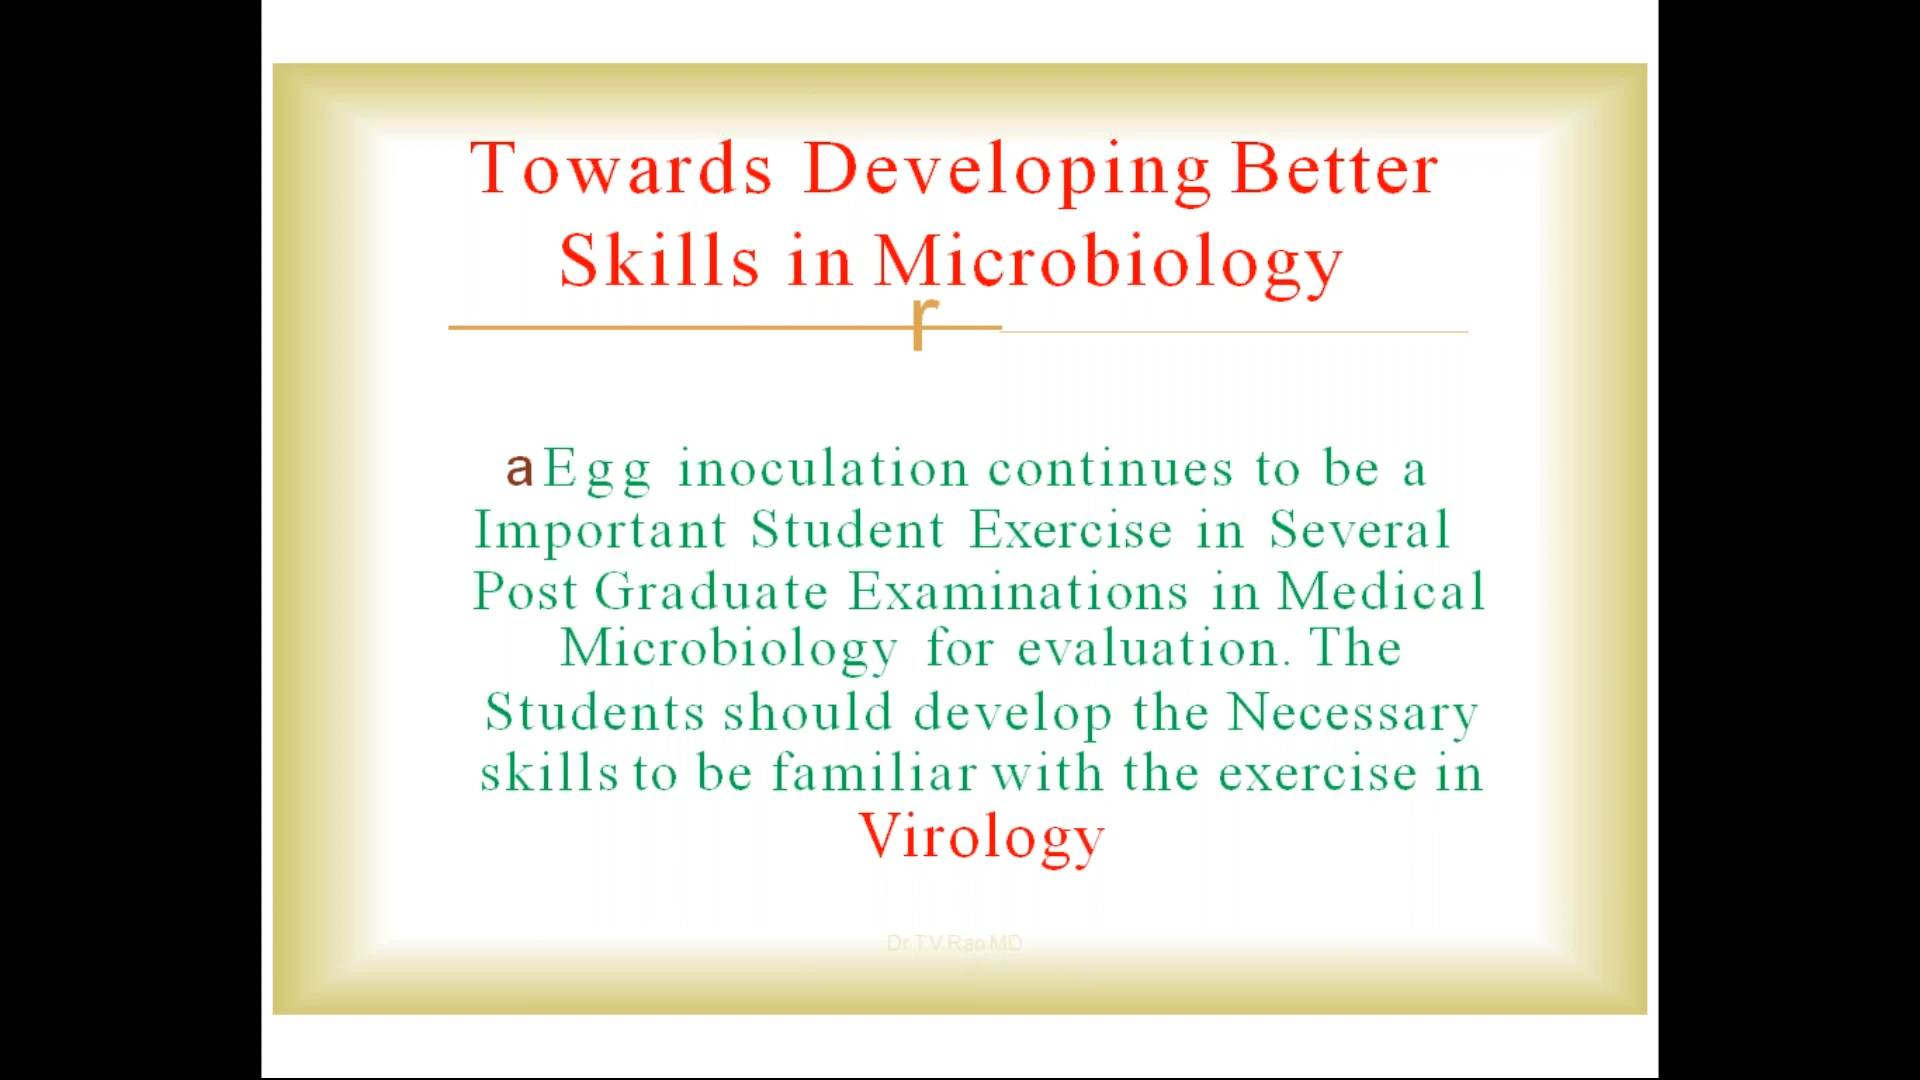 Towards Developing Better
Skills in Microbiology
r
aEgg inoculation continues to be a
Important Student Exercise in Several
Post Graduate Examinations in Medical
Microbiology for evaluation. The
Students should develop the Necessary
skills to be familiar with the exercise in
Virology
Dr.T.V.Rao MD